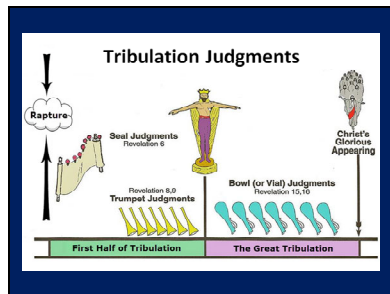 Tribulation Judgments
Rapture
Seal Judgments
Revelation 6
Christ's
Glorious
Appearing
Revelation 8,9
Trumpet Judgments
Bowl (or Vial) Judgments
Revelation 15,16
First Half of Tribulation
The Great Tribulation